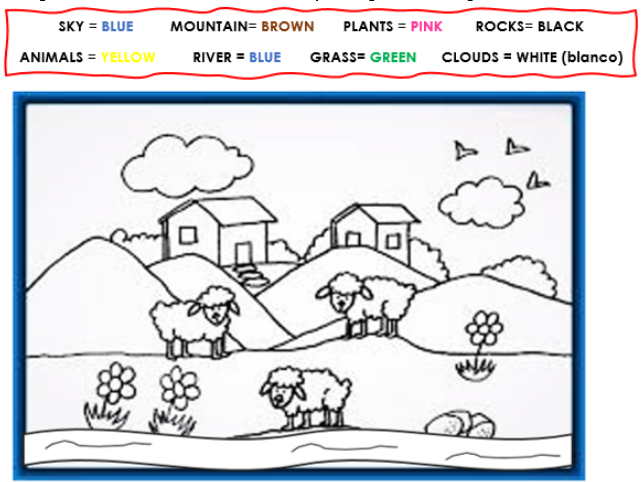 SKY = BLUE MOUNTAIN= BROWN PLANTS = PINK ROCKS= BLACK
ANIMALS = YELLOW RIVER = BLUE GRASS= GREEN CLOUDS = WHITE (blanco)